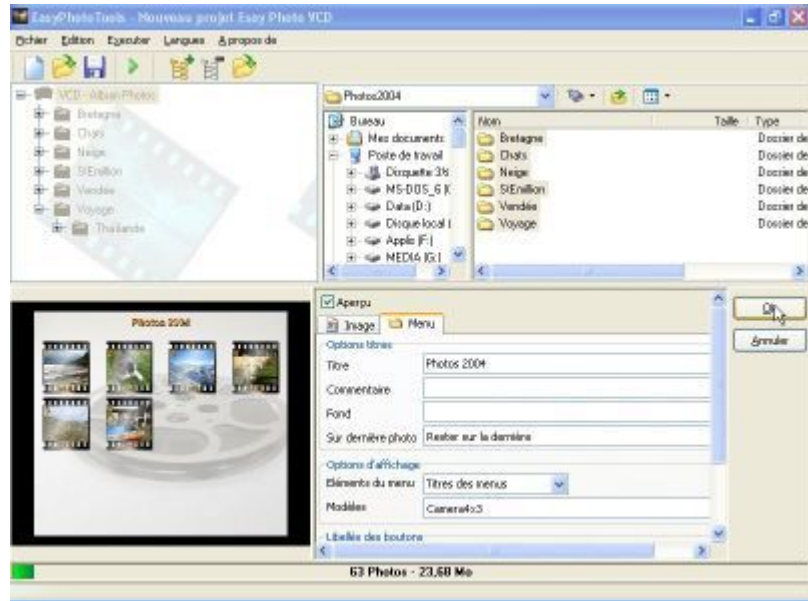 EasyPhotoTools - Nouveau projet Easy Photo VCD
Fichier Edition Executer Langues A propos de
VCD - Album Photo
Bretagne
Chats
Neige
StEmilion
Vendée
Voyage
Thailande
Photos2004
Bureau
Mes documents
Poste de travail
Disquette 3½
MS-DOS_6 (C
Data (D:)
Disque local (
Applis (F:)
MEDIA (G:)
Nom Taille Type
Bretagne Dossier de
Chats Dossier de
Neige Dossier de
StEmilion Dossier de
Vendée Dossier de
Voyage Dossier de
Photos 2004
Aperçu
Image Menu
Options titres
Titre Photos 2004
Commentaire
Fond
Sur dernière photo Rester sur la dernière
Options d'affichage
Eléments du menu Titres des menus
Modèles Camera4x3
Libellés des boutons
Ok
Annuler
63 Photos - 23,68 Mo